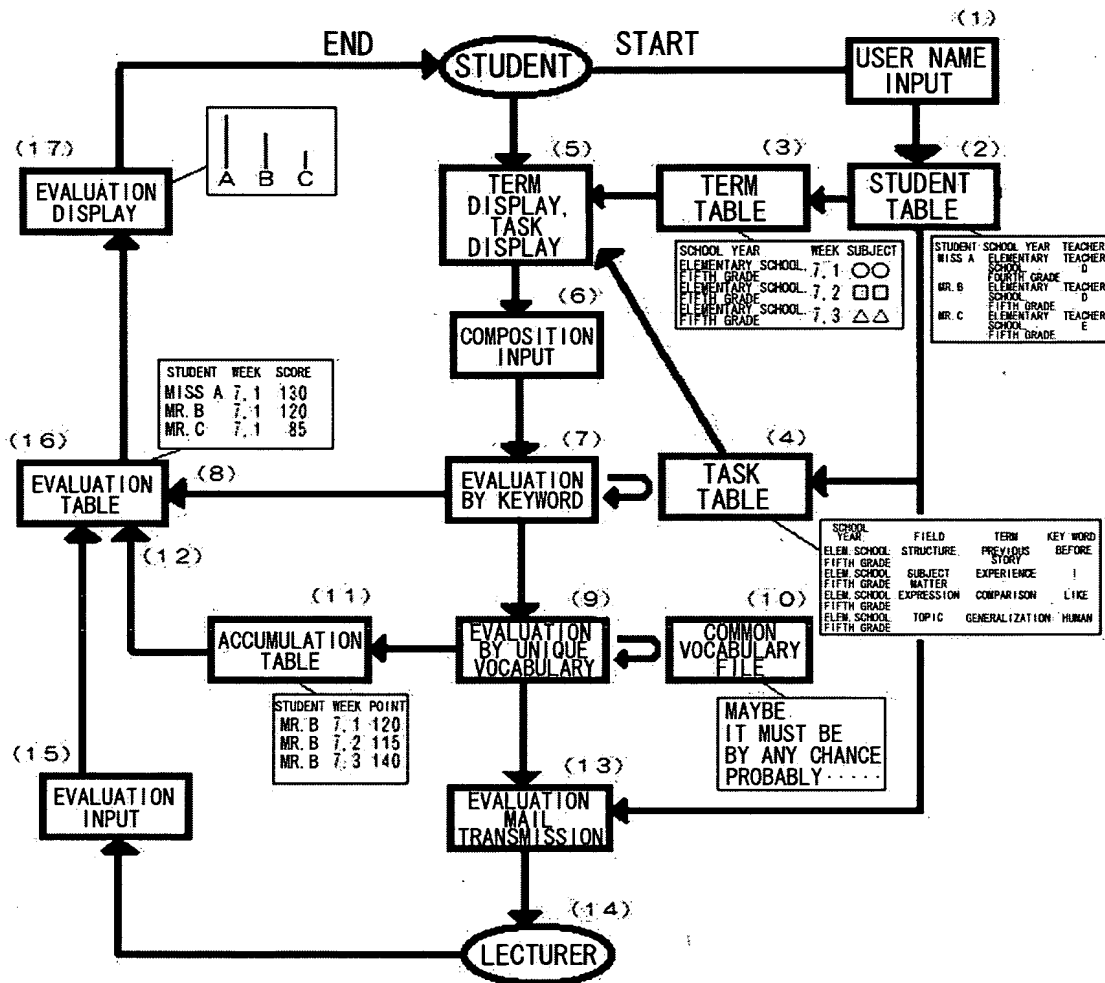 (1)
END
STUDENT
START
USER NAME
INPUT
(17)
A B C
EVALUATION
DISPLAY
(5)
TERM
DISPLAY,
TASK
DISPLAY
(3)
TERM
TABLE
(2)
STUDENT
TABLE
SCHOOL YEAR WEEK SUBJECT
ELEMENTARY SCHOOL. 7.1 ○○
FIFTH GRADE
ELEMENTARY SCHOOL. 7.2 □□
FIFTH GRADE
ELEMENTARY SCHOOL. 7.3 △△
FIFTH GRADE
STUDENT SCHOOL YEAR TEACHER
MISS A ELEMENTARY TEACHER
SCHOOL. D
FOURTH GRADE
MR. B ELEMENTARY TEACHER
SCHOOL. D
FIFTH GRADE
MR. C ELEMENTARY TEACHER
SCHOOL. E
FIFTH GRADE
(6)
COMPOSITION
INPUT
STUDENT WEEK SCORE
MISS A 7.1 130
MR. B 7.1 120
MR. C 7.1 85
(16)
EVALUATION
TABLE
(8)
(7)
EVALUATION
BY KEYWORD
(4)
TASK
TABLE
SCHOOL
YEAR. FIELD TERM KEY WORD
ELEM. SCHOOL STRUCTURE. PREVIOUS BEFORE
FIFTH GRADE STORY
ELEM. SCHOOL SUBJECT EXPERIENCE I
FIFTH GRADE MATTER
ELEM. SCHOOL EXPRESSION COMPARISON LIKE
FIFTH GRADE
ELEM. SCHOOL TOPIC GENERALIZATION HUMAN
FIFTH GRADE
(12)
(11)
ACCUMULATION
TABLE
(9)
EVALUATION
BY UNIQUE
VOCABULARY
(10)
COMMON
VOCABULARY
FILE
STUDENT WEEK POINT
MR. B 7.1 120
MR. B 7.2 115
MR. B 7.3 140
MAYBE
IT MUST BE
BY ANY CHANCE
PROBABLY·····
(15)
EVALUATION
INPUT
(13)
EVALUATION
MAIL
TRANSMISSION
(14)
LECTURER